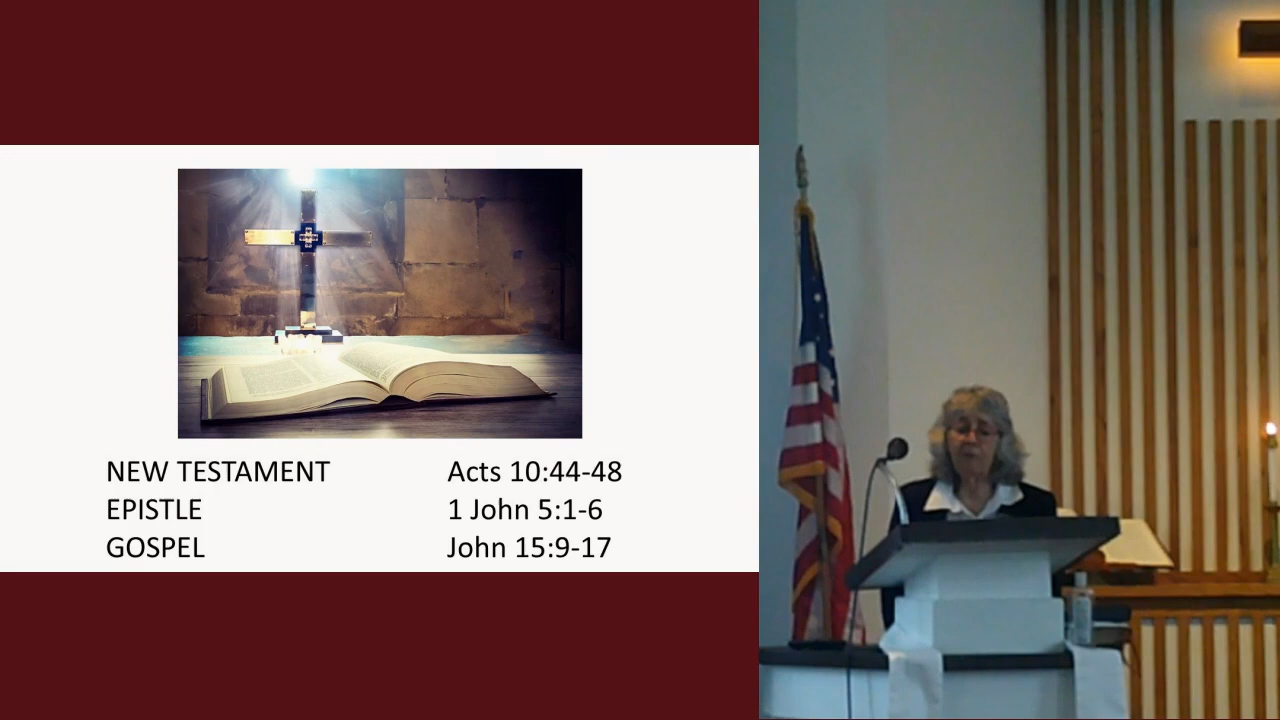 NEW TESTAMENT Acts 10:44-48
EPISTLE 1 John 5:1-6
GOSPEL John 15:9-17